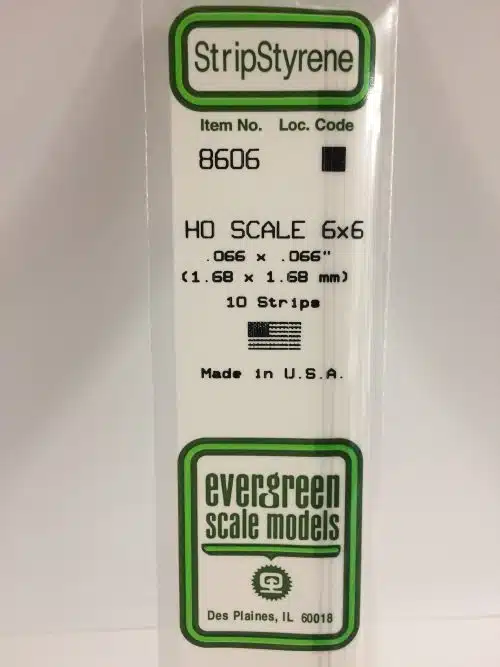 StripStyrene
Item No. Loc. Code
8606
HO SCALE 6x6
.066 x .066"
(1.68 x 1.68 mm)
10 Strips
Made in U.S.A.
evergreen
scale models
Des Plaines, IL 60018